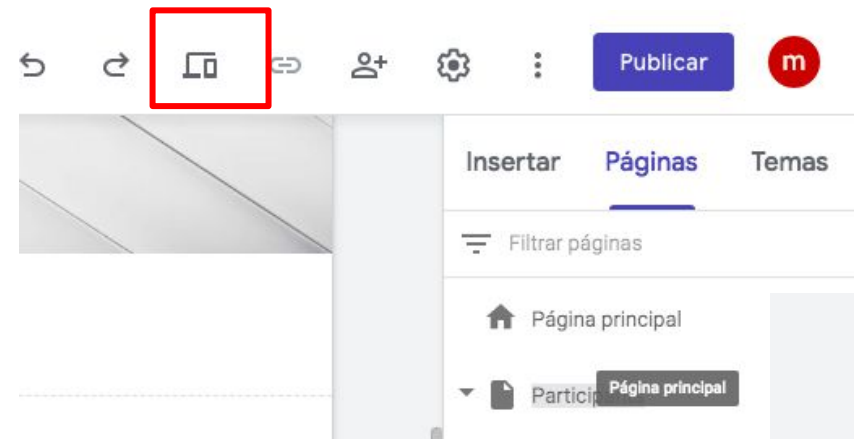 Publicar
m
Insertar Páginas Temas
Filtrar páginas
Página principal
Página principal